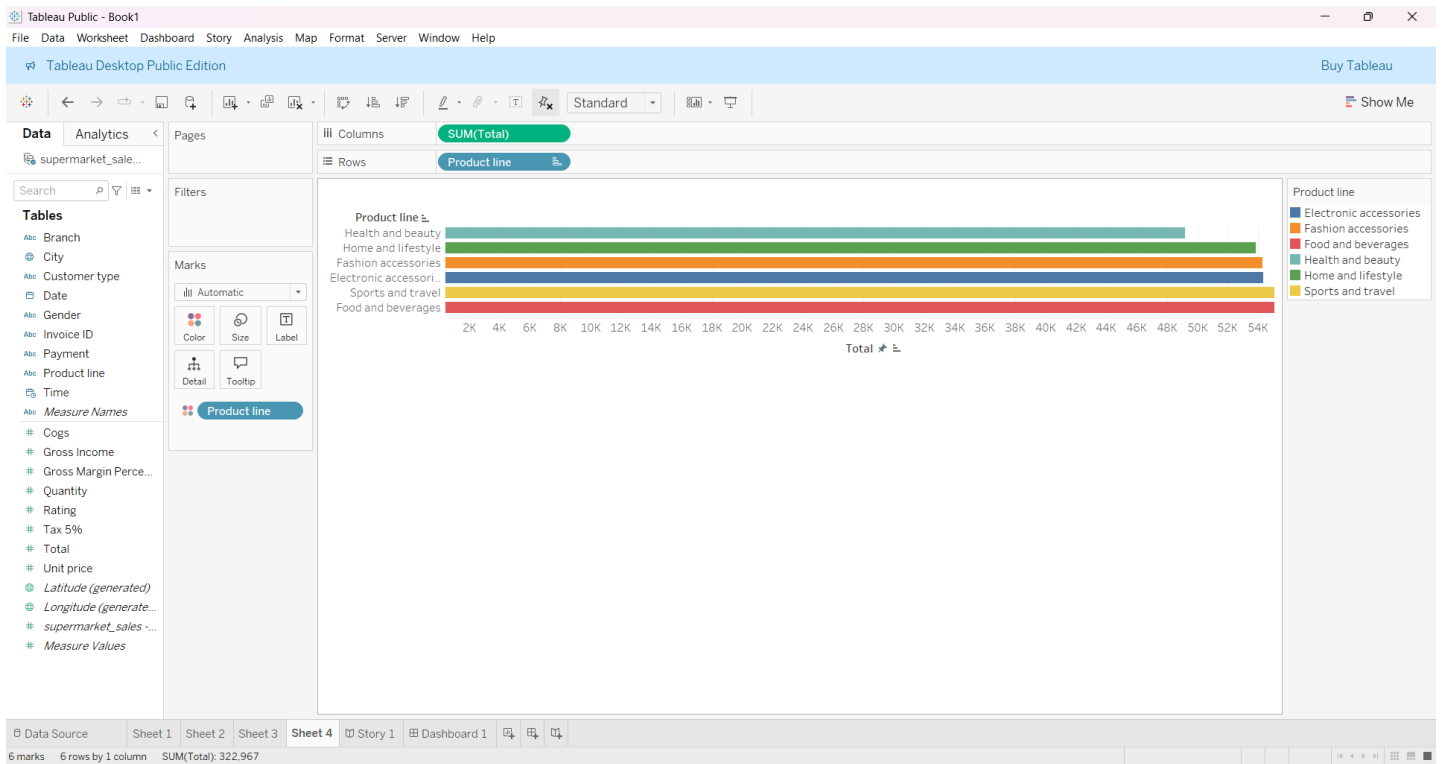 Tableau Public - Book1
File Data Worksheet Dashboard Story Analysis Map Format Server Window Help
Tableau Desktop Public Edition
Buy Tableau
Standard
Show Me
Data
Analytics
supermarket_sale...
Search
Tables
Abc Branch
City
Abc Customer type
Date
Abc Gender
Abc Invoice ID
Abc Payment
Abc Product line
Time
Abc Measure Names
# Cogs
# Gross Income
# Gross Margin Perce...
# Quantity
# Rating
# Tax 5%
# Total
# Unit price
Latitude (generated)
Longitude (generate...
# supermarket_sales -...
# Measure Values
Pages
Filters
Marks
Automatic
Color
Size
T
Label
Detail
Tooltip
Product line
Columns
SUM(Total)
Rows
Product line
Product line
Health and beauty
Home and lifestyle
Fashion accessories
Electronic accessori..
Sports and travel
Food and beverages
2K 4K 6K 8K 10K 12K 14K 16K 18K 20K 22K 24K 26K 28K 30K 32K 34K 36K 38K 40K 42K 44K 46K 48K 50K 52K 54K
Total
Product line
Electronic accessories
Fashion accessories
Food and beverages
Health and beauty
Home and lifestyle
Sports and travel
Data Source
Sheet 1
Sheet 2
Sheet 3
Sheet 4
Story 1
Dashboard 1
6 marks
6 rows by 1 column
SUM(Total): 322,967